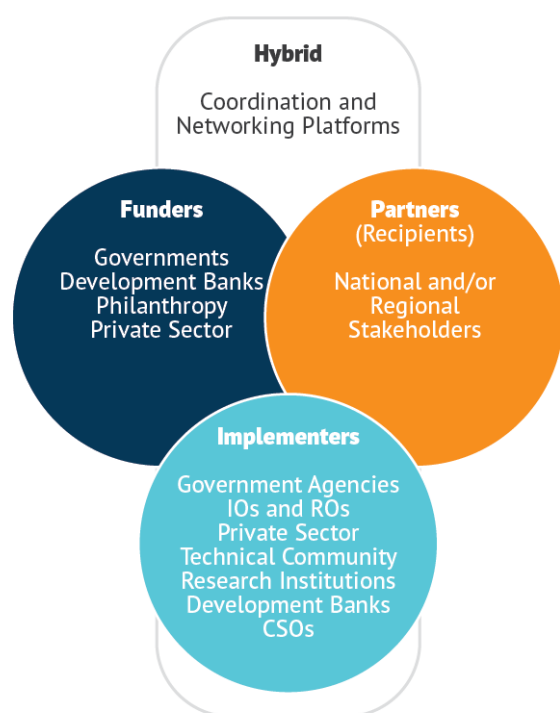 Hybrid
Coordination and
Networking Platforms
Funders
Governments
Development Banks
Philanthropy
Private Sector
Partners
(Recipients)
National and/or
Regional
Stakeholders
Implementers
Government Agencies
IOs and ROs
Private Sector
Technical Community
Research Institutions
Development Banks
CSOs